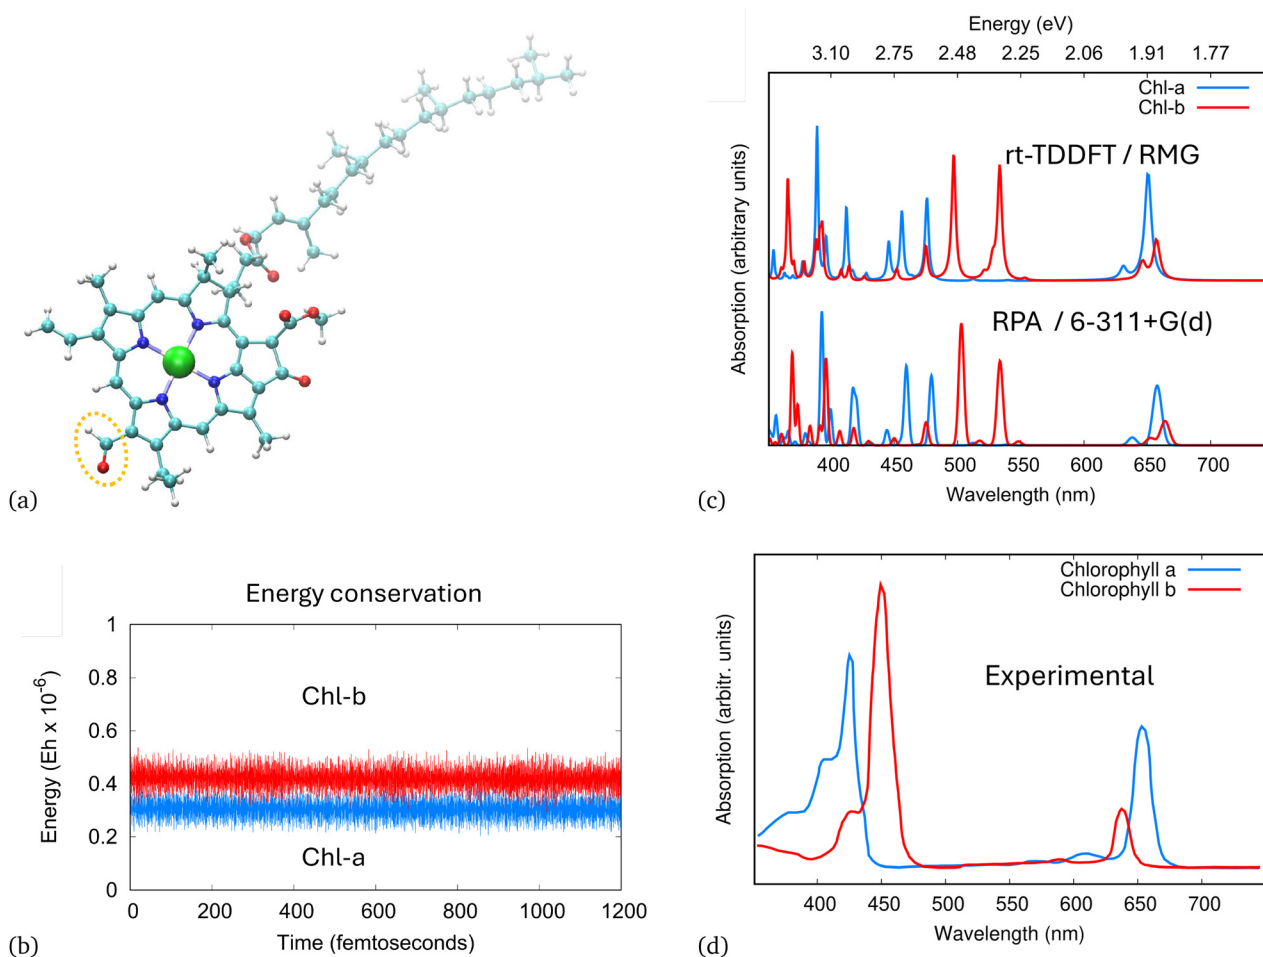 (a)
Energy (eV)
3.10 2.75 2.48 2.25 2.06 1.91 1.77
Chl-a
Chl-b
rt-TDDFT / RMG
RPA / 6-311+G(d)
Absorption (arbitrary units)
400 450 500 550 600 650 700
Wavelength (nm)
(c)
Energy conservation
1
0.8
0.6
0.4
0.2
0
Energy (Eh x 10-6)
Chl-b
Chl-a
0 200 400 600 800 1000 1200
Time (femtoseconds)
(b)
Chlorophyll a
Chlorophyll b
Experimental
Absorption (arbitr. units)
400 450 500 550 600 650 700
Wavelength (nm)
(d)